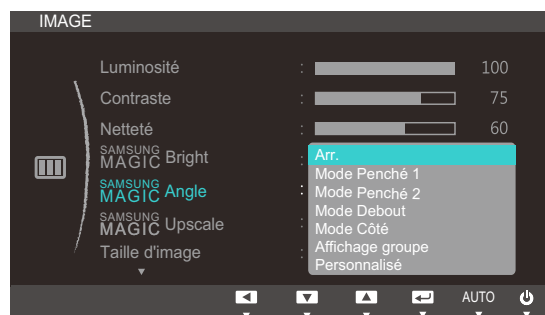 IMAGE
Luminosité : 100
Contraste : 75
Netteté : 60
SAMSUNG MAGIC Bright :
SAMSUNG MAGIC Angle :
SAMSUNG MAGIC Upscale :
Taille d'image :
Arr.
Mode Penché 1
Mode Penché 2
Mode Debout
Mode Côté
Affichage groupe
Personnalisé
AUTO